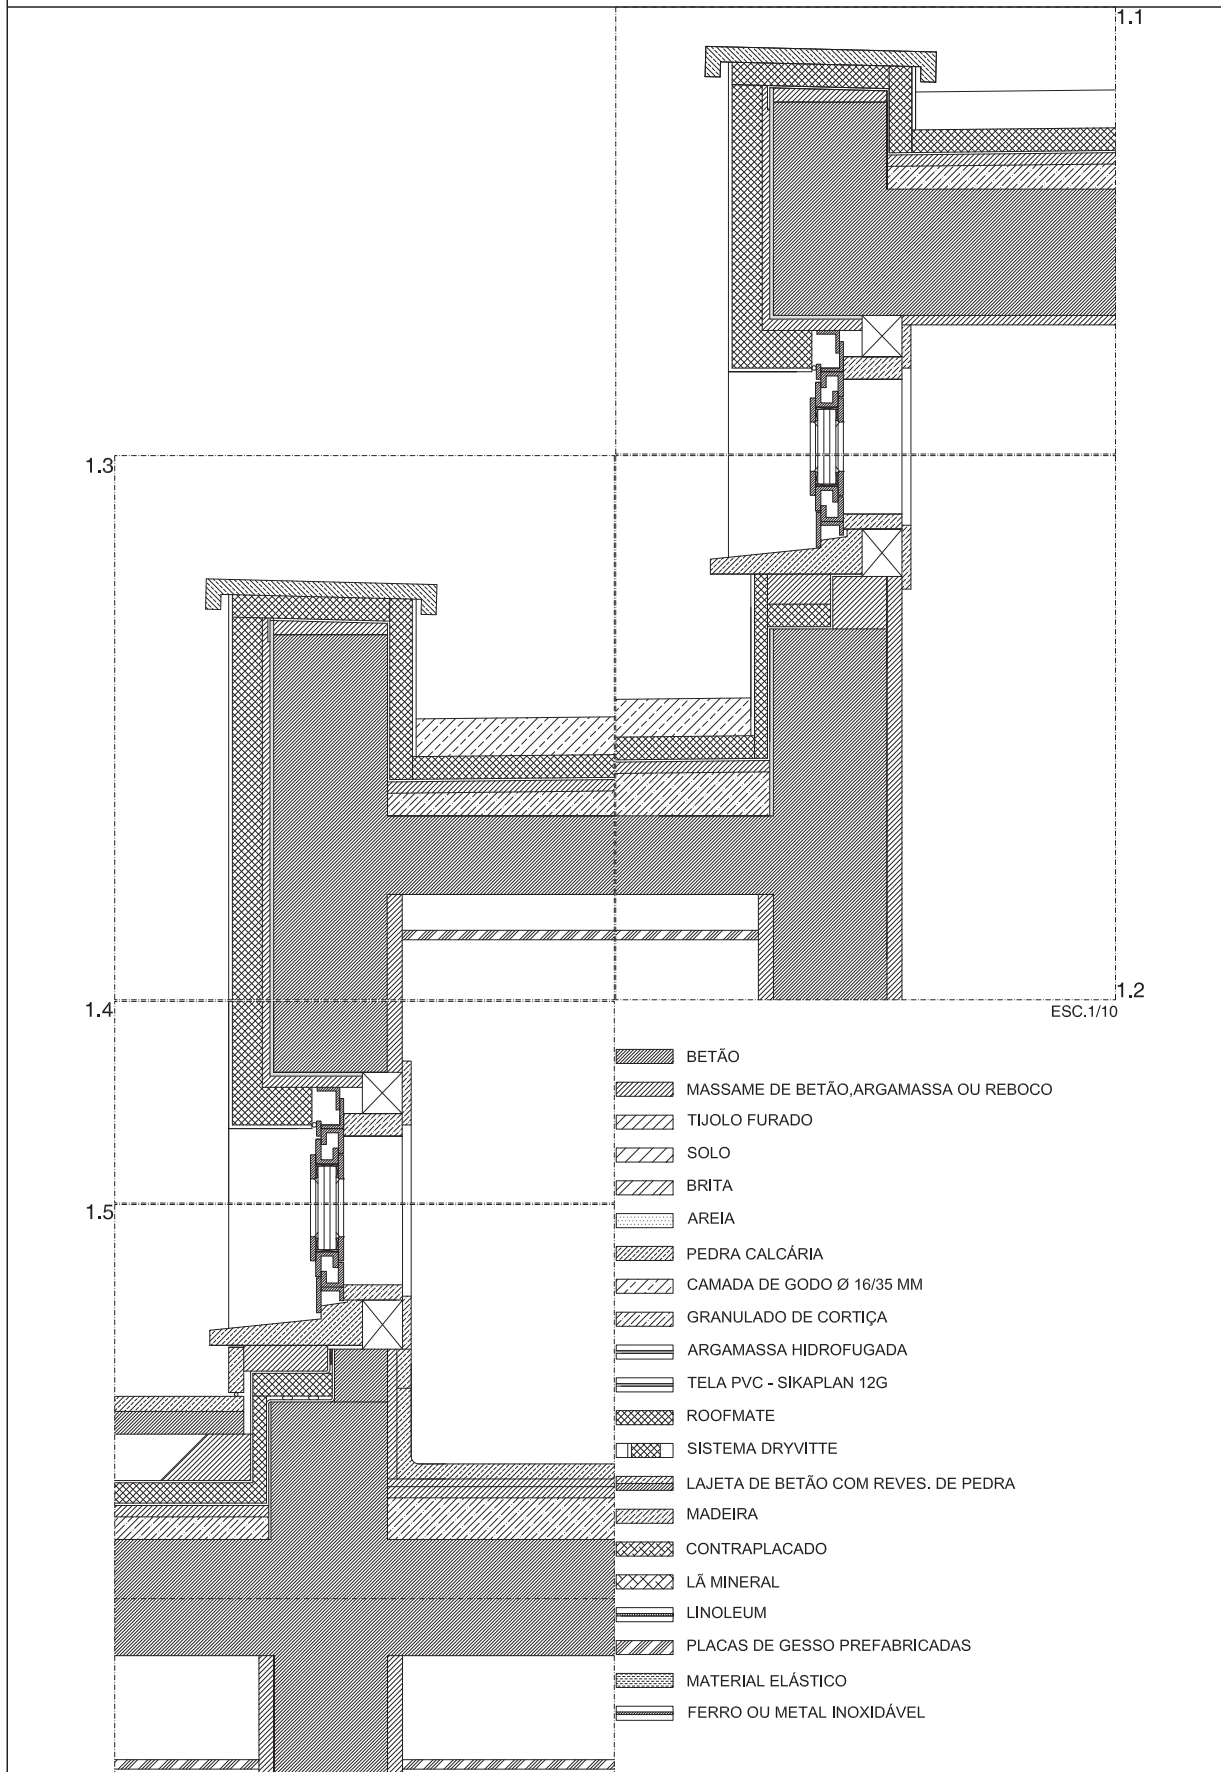 1.1
1.3
1.4
1.2
ESC.1/10
BETÃO
MASSAME DE BETÃO,ARGAMASSA OU REBOCO
TIJOLO FURADO
SOLO
BRITA
1.5
AREIA
PEDRA CALCÁRIA
CAMADA DE GODO Ø 16/35 MM
GRANULADO DE CORTIÇA
ARGAMASSA HIDROFUGADA
TELA PVC - SIKAPLAN 12G
ROOFMATE
SISTEMA DRYVITTE
LAJETA DE BETÃO COM REVES. DE PEDRA
MADEIRA
CONTRAPLACADO
LÃ MINERAL
LINOLEUM
PLACAS DE GESSO PREFABRICADAS
MATERIAL ELÁSTICO
FERRO OU METAL INOXIDÁVEL